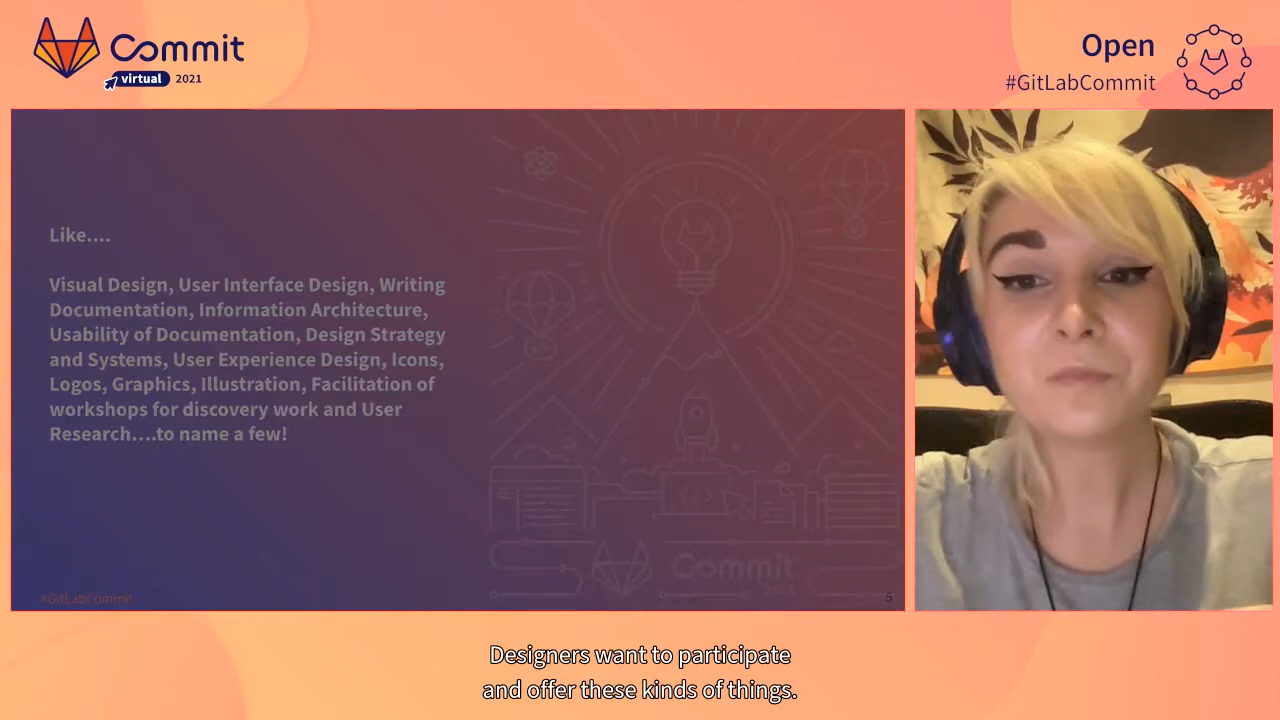 Commit
virtual 2021
Open
#GitLabCommit
Like....
Visual Design, User Interface Design, Writing
Documentation, Information Architecture,
Usability of Documentation, Design Strategy
and Systems, User Experience Design, Icons,
Logos, Graphics, Illustration, Facilitation of
workshops for discovery work and User
Research....to name a few!
Commit
#GitLabCommit
5
Designers want to participate
and offer these kinds of things.